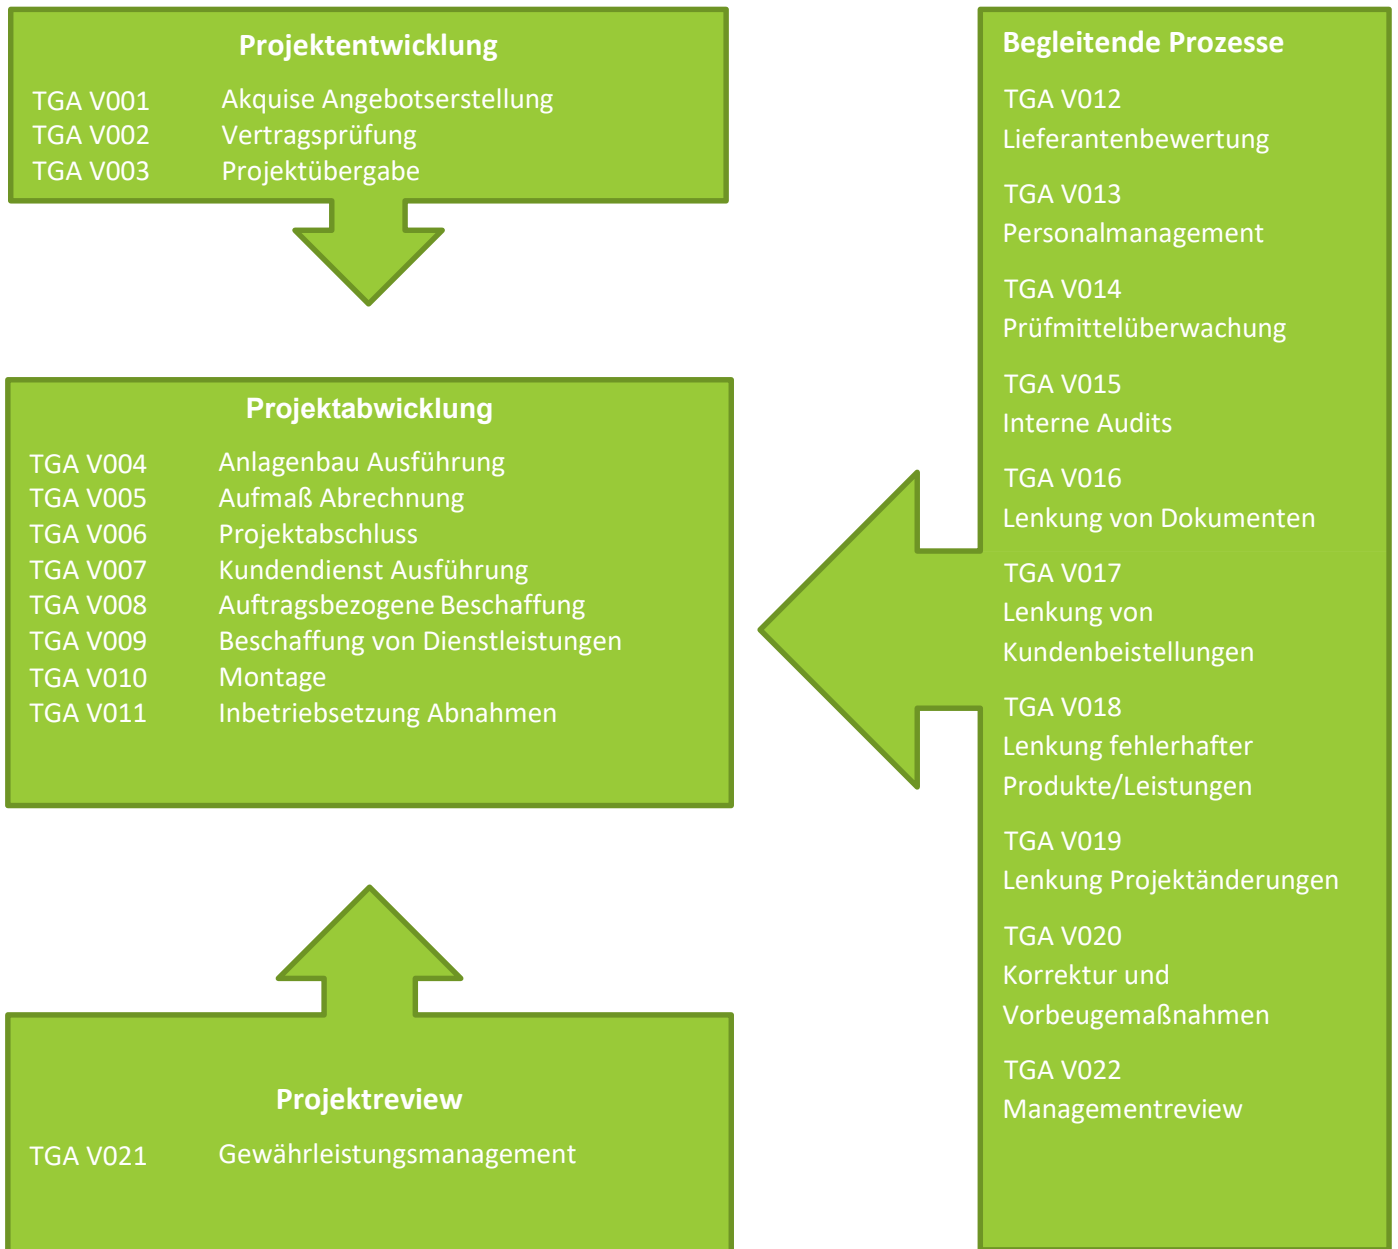 Projektentwicklung
TGA V001 Akquise Angebotserstellung
TGA V002 Vertragsprüfung
TGA V003 Projektübergabe
Projektabwicklung
TGA V004 Anlagenbau Ausführung
TGA V005 Aufmaß Abrechnung
TGA V006 Projektabschluss
TGA V007 Kundendienst Ausführung
TGA V008 Auftragsbezogene Beschaffung
TGA V009 Beschaffung von Dienstleistungen
TGA V010 Montage
TGA V011 Inbetriebsetzung Abnahmen
Projektreview
TGA V021 Gewährleistungsmanagement
Begleitende Prozesse
TGA V012
Lieferantenbewertung
TGA V013
Personalmanagement
TGA V014
Prüfmittelüberwachung
TGA V015
Interne Audits
TGA V016
Lenkung von Dokumenten
TGA V017
Lenkung von
Kundenbeistellungen
TGA V018
Lenkung fehlerhafter
Produkte/Leistungen
TGA V019
Lenkung Projektänderungen
TGA V020
Korrektur und
Vorbeugemaßnahmen
TGA V022
Managementreview